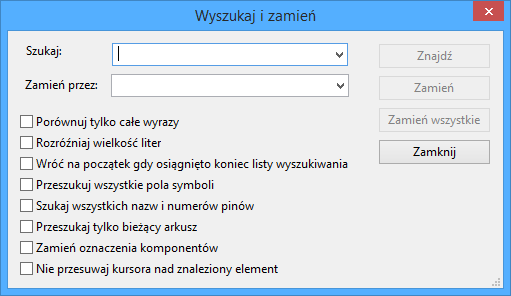 Wyszukaj i zamień
Szukaj:
Znajdź
Zamień przez:
Zamień
Zamień wszystkie
Zamknij
Porównuj tylko całe wyrazy
Rozróżniaj wielkość liter
Wróć na początek gdy osiągnięto koniec listy wyszukiwania
Przeszukuj wszystkie pola symboli
Szukaj wszystkich nazw i numerów pinów
Przeszukaj tylko bieżący arkusz
Zamień oznaczenia komponentów
Nie przesuwaj kursora nad znaleziony element